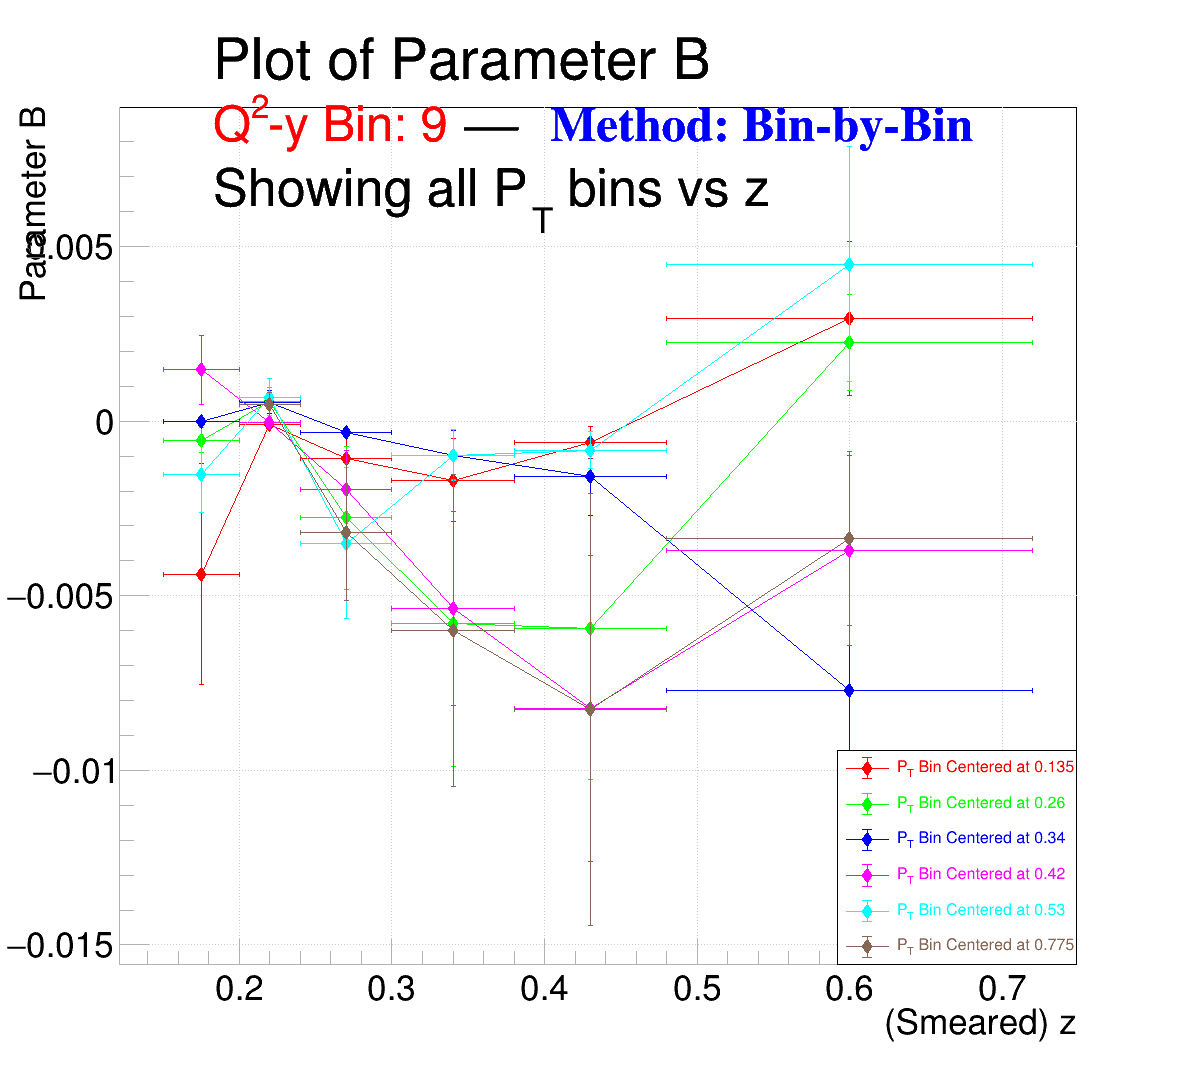 Plot of Parameter B
Q2-y Bin: 9 — Method: Bin-by-Bin
Showing all PT bins vs z
Parameter B
0.005
0
−0.005
−0.01
−0.015
0.2 0.3 0.4 0.5 0.6 0.7
(Smeared) z
PT Bin Centered at 0.135
PT Bin Centered at 0.26
PT Bin Centered at 0.34
PT Bin Centered at 0.42
PT Bin Centered at 0.53
PT Bin Centered at 0.775